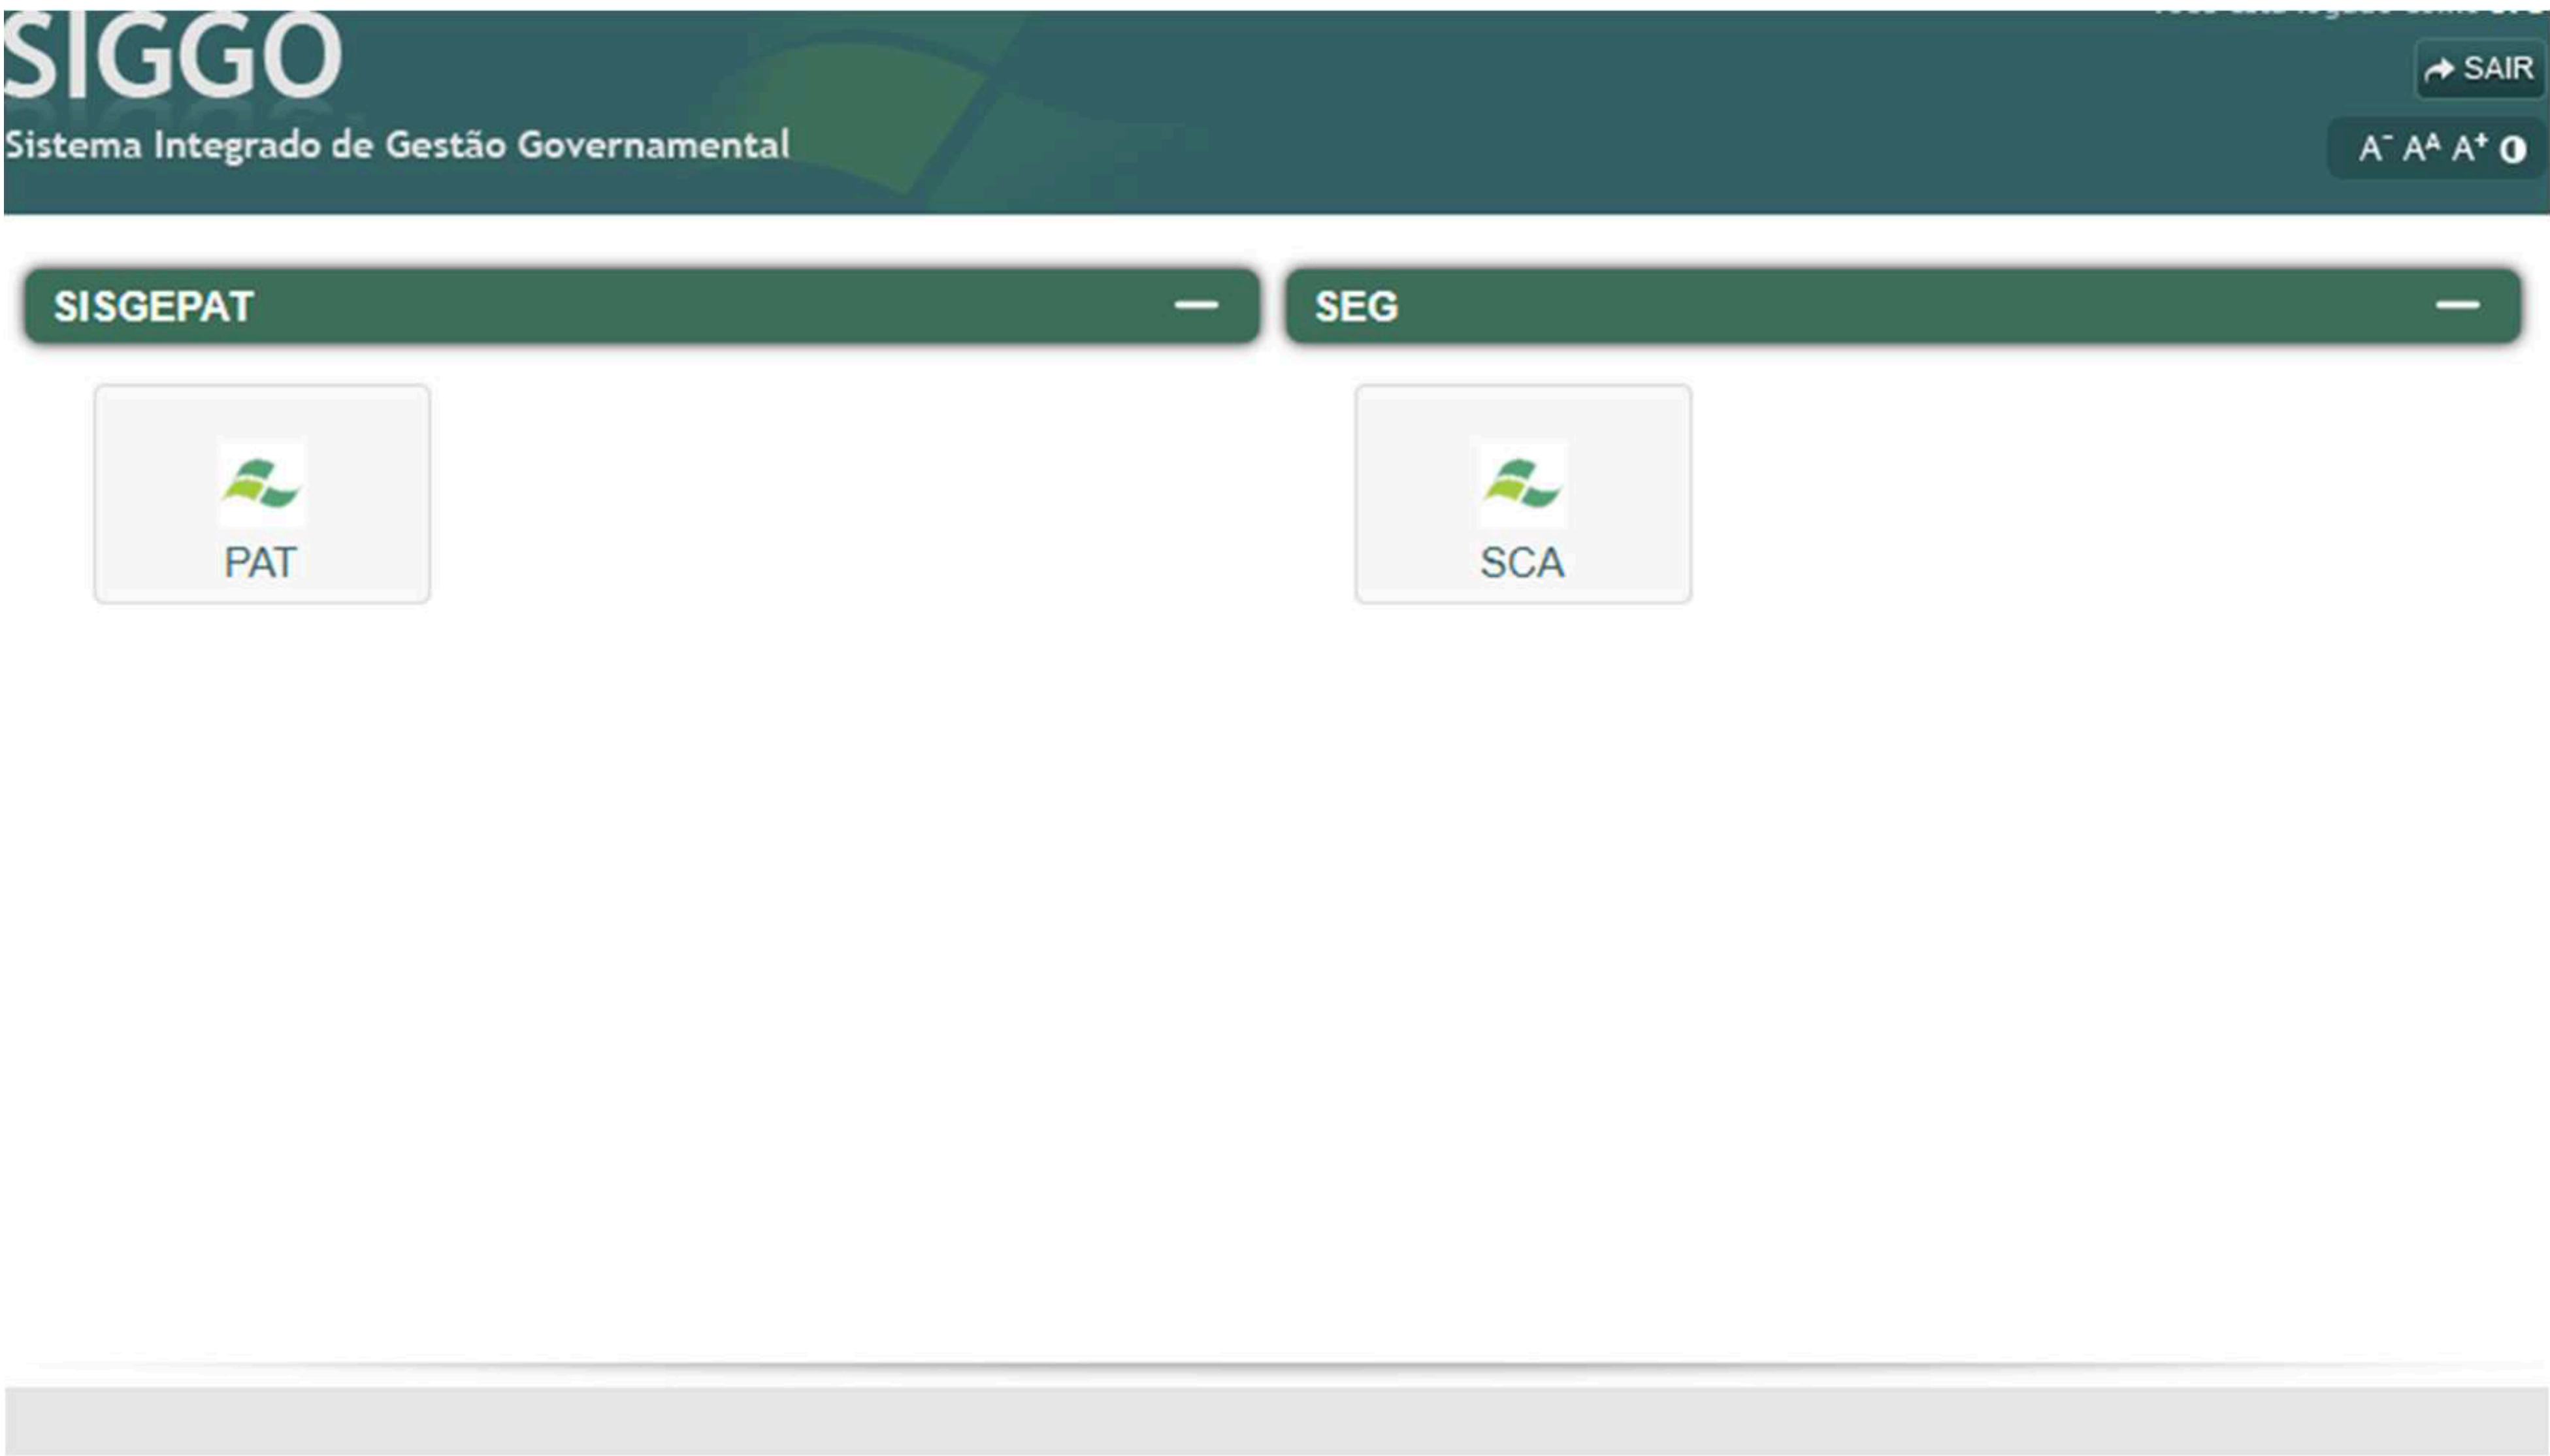 SIGGO
SAIR
Sistema Integrado de Gestão Governamental
A- AA A+
SISGEPAT
SEG
PAT
SCA